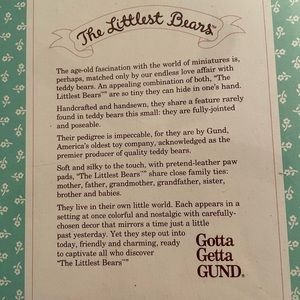 The Littlest Bears™
The age-old fascination with the world of miniatures is,
perhaps, matched only by our endless love affair with
teddy bears. An appealing combination of both, "The
Littlest Bears™" are so tiny they can hide in one's hand.
Handcrafted and handsewn, they share a feature rarely
found in teddy bears this small: they are fully-jointed
and poseable.
Their pedigree is impeccable, for they are by Gund,
America's oldest toy company, acknowledged as the
premier producer of quality teddy bears.
Soft and silky to the touch, with pretend-leather paw
pads, "The Littlest Bears™" share close family ties:
mother, father, grandmother, grandfather, sister,
brother and babies.
They live in their own little world. Each appears in a
setting at once colorful and nostalgic with carefully-
chosen decor that mirrors a time just a little
past yesterday. Yet they step out into
today, friendly and charming, ready
to captivate all who discover
"The Littlest Bears™"
Gotta
Getta
GUND®